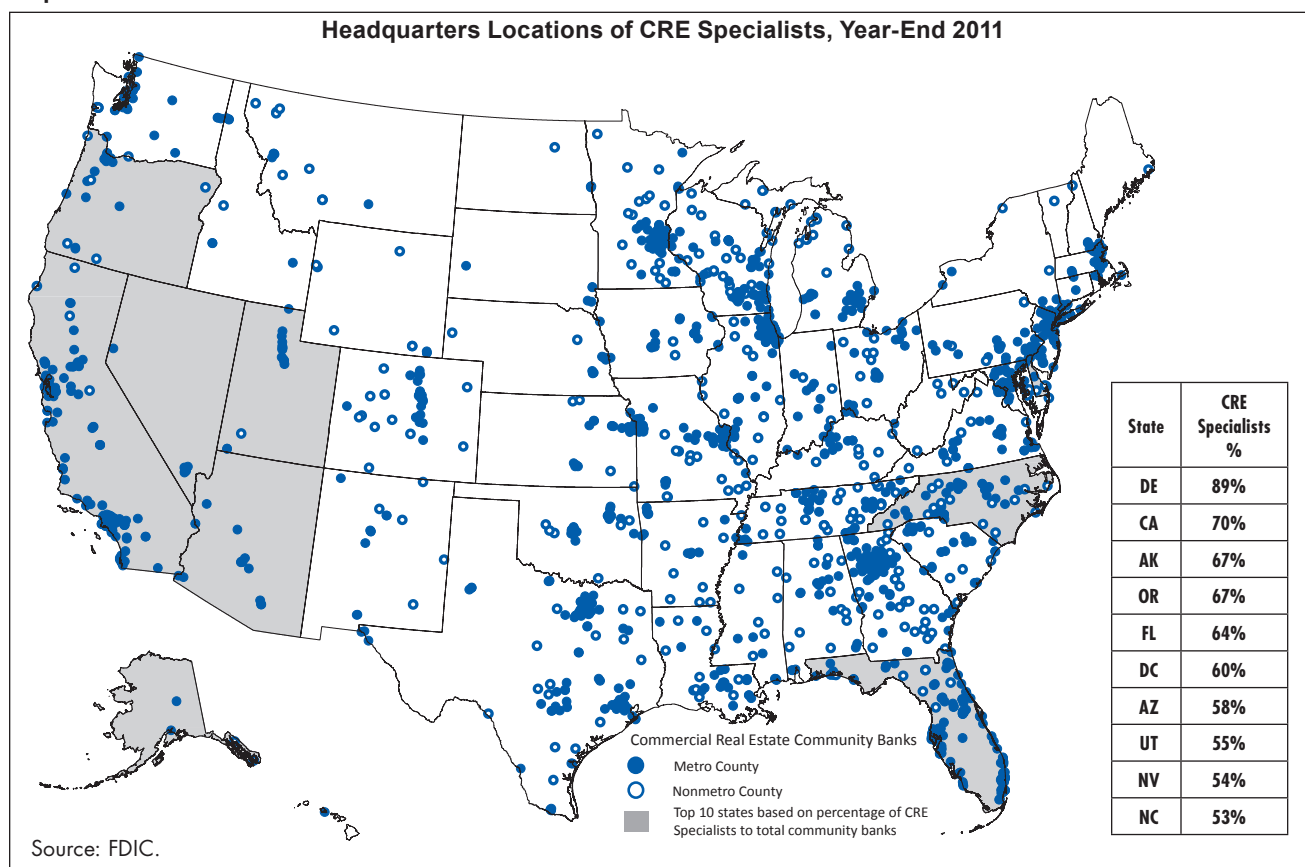 Headquarters Locations of CRE Specialists, Year-End 2011
State CRE Specialists %
DE 89%
CA 70%
AK 67%
OR 67%
FL 64%
DC 60%
AZ 58%
UT 55%
NV 54%
NC 53%
Commercial Real Estate Community Banks
Metro County
Nonmetro County
Top 10 states based on percentage of CRE
Specialists to total community banks
Source: FDIC.